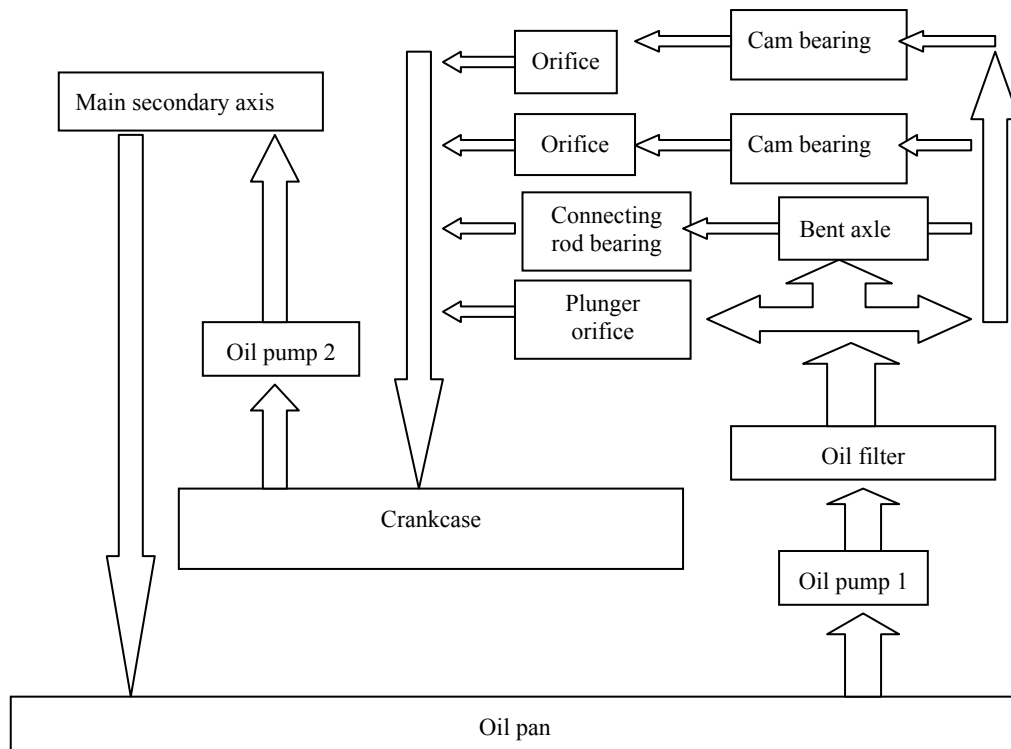 Cam bearing
Orifice
Main secondary axis
Cam bearing
Orifice
Connecting
rod bearing
Bent axle
Plunger
orifice
Oil pump 2
Oil filter
Crankcase
Oil pump 1
Oil pan